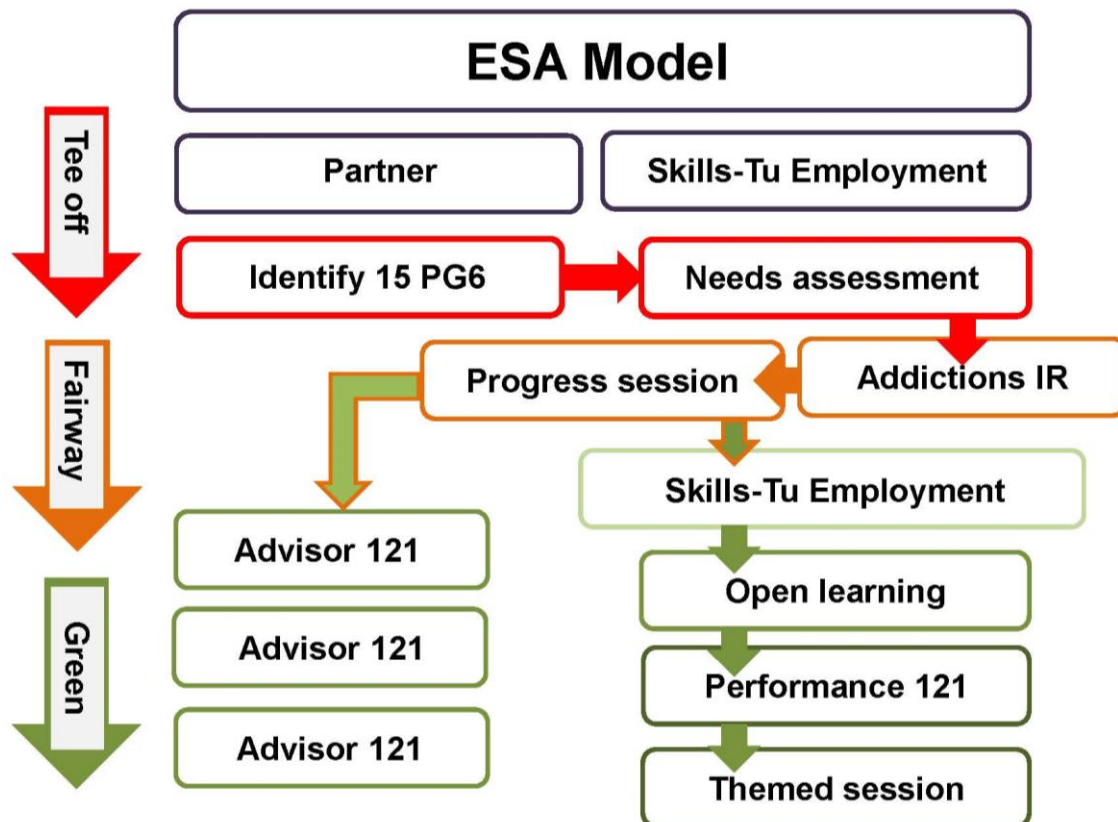 ESA Model
Tee off
Partner
Skills-Tu Employment
Identify 15 PG6
Needs assessment
Fairway
Progress session
Addictions IR
Skills-Tu Employment
Advisor 121
Open learning
Green
Advisor 121
Performance 121
Advisor 121
Themed session